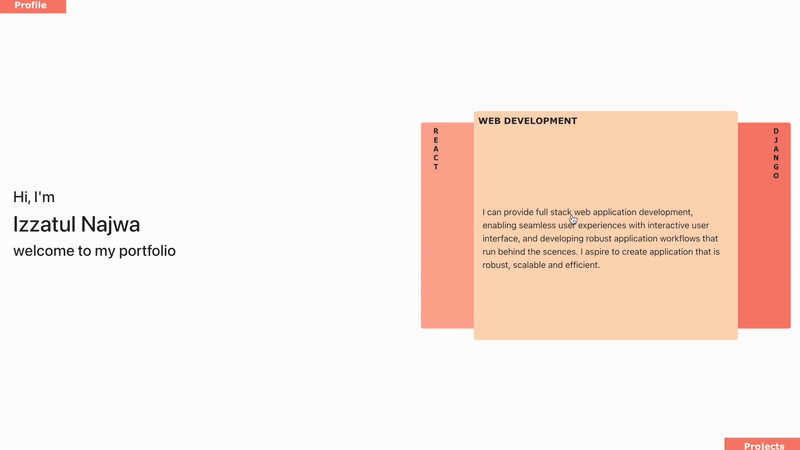 Profile
Hi, I'm
Izzatul Najwa
welcome to my portfolio
REACT
WEB DEVELOPMENT
I can provide full stack web application development,
enabling seamless user experiences with interactive user
interface, and developing robust application workflows that
run behind the scences. I aspire to create application that is
robust, scalable and efficient.
DJANGO
Projects